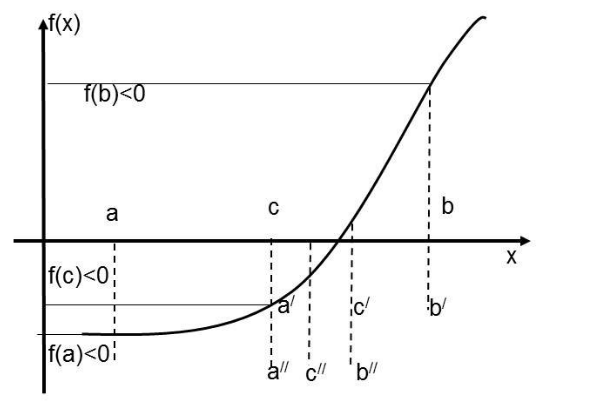 f(x)
f(b)<0
a c b
x
f(c)<0
a/ c/ b/
f(a)<0
a// c// b//